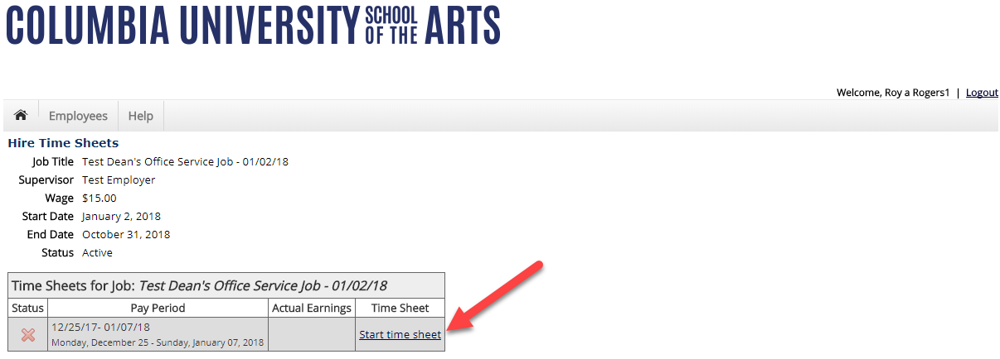 COLUMBIA UNIVERSITY SCHOOL OF THE ARTS
Welcome, Roy a Rogers1 | Logout
Employees Help
Hire Time Sheets
Job Title Test Dean's Office Service Job - 01/02/18
Supervisor Test Employer
Wage $15.00
Start Date January 2, 2018
End Date October 31, 2018
Status Active
Time Sheets for Job: Test Dean's Office Service Job - 01/02/18
Status Pay Period Actual Earnings Time Sheet
12/25/17- 01/07/18
Monday, December 25 - Sunday, January 07, 2018
Start time sheet